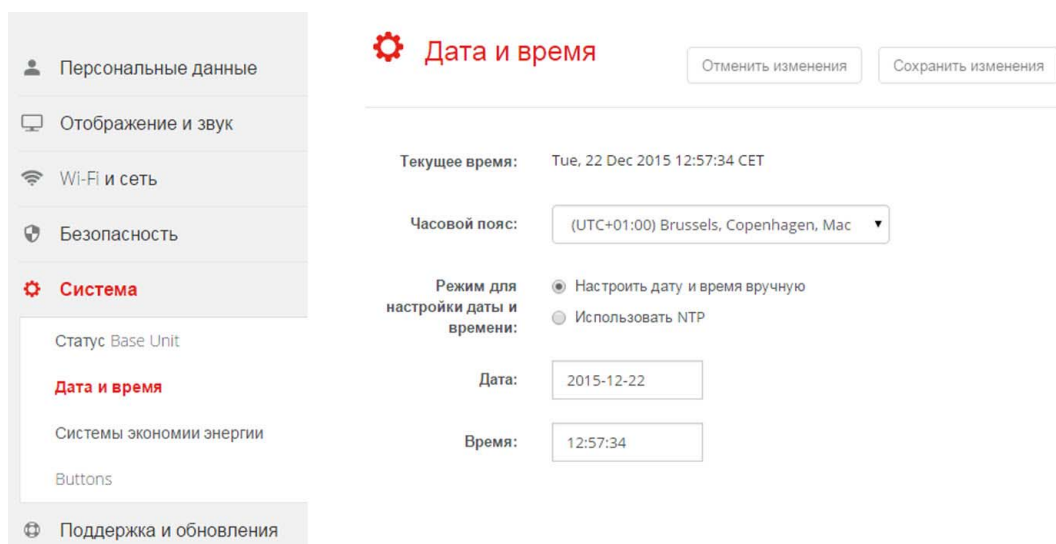 Персональные данные
Отображение и звук
Wi-Fi и сеть
Безопасность
Система
Статус Base Unit
Дата и время
Системы экономии энергии
Buttons
Поддержка и обновления
Дата и время
Отменить изменения
Сохранить изменения
Текущее время: Tue, 22 Dec 2015 12:57:34 CET
Часовой пояс: (UTC+01:00) Brussels, Copenhagen, Mac
Режим для
настройки даты и
времени:
Настроить дату и время вручную
Использовать NTP
Дата: 2015-12-22
Время: 12:57:34